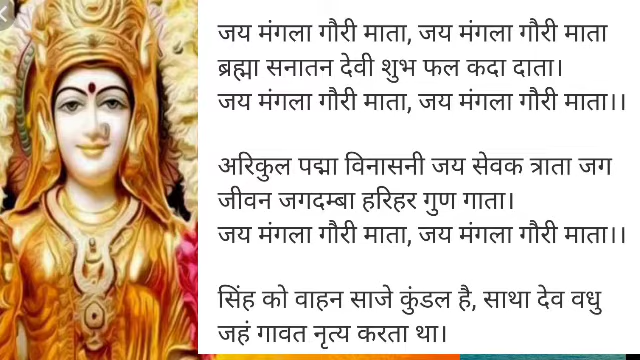 जय मंगला गौरी माता, जय मंगला गौरी माता
ब्रह्मा सनातन देवी शुभ फल कदा दाता।
जय मंगला गौरी माता, जय मंगला गौरी माता।।
अरिकुल पद्मा विनासनी जय सेवक त्राता जग
जीवन जगदम्बा हरिहर गुण गाता।
जय मंगला गौरी माता, जय मंगला गौरी माता।।
सिंह को वाहन साजे कुंडल है, साथा देव वधु
जहं गावत नृत्य करता था।